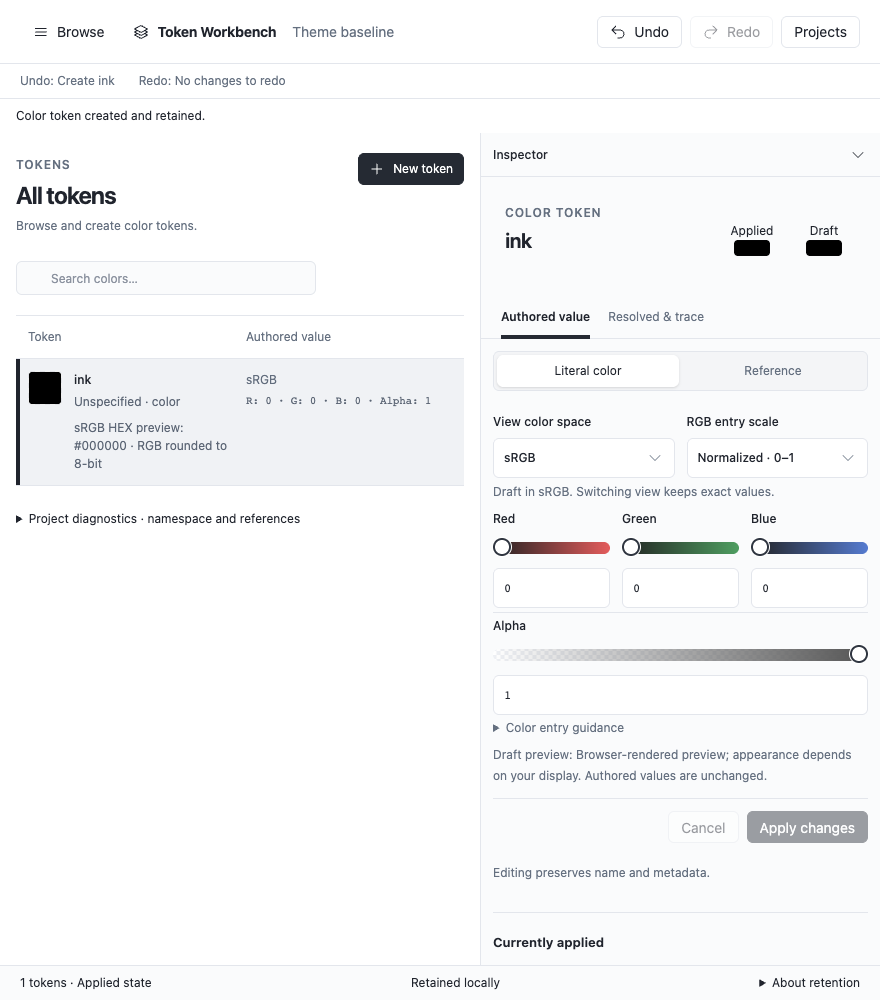 Browse
Token Workbench
Theme baseline
Undo
Redo
Projects
Undo: Create ink
Redo: No changes to redo
Color token created and retained.
TOKENS
All tokens
Browse and create color tokens.
New token
Search colors...
Token
Authored value
ink
Unspecified · color
sRGB HEX preview:
#000000 · RGB rounded to
8-bit
sRGB
R: 0 · G: 0 · B: 0 · Alpha: 1
Project diagnostics · namespace and references
Inspector
COLOR TOKEN
ink
Applied
Draft
Authored value
Resolved & trace
Literal color
Reference
View color space
RGB entry scale
sRGB
Normalized · 0–1
Draft in sRGB. Switching view keeps exact values.
Red
Green
Blue
0
0
0
Alpha
1
Color entry guidance
Draft preview: Browser-rendered preview; appearance depends
on your display. Authored values are unchanged.
Cancel
Apply changes
Editing preserves name and metadata.
Currently applied
1 tokens · Applied state
Retained locally
About retention